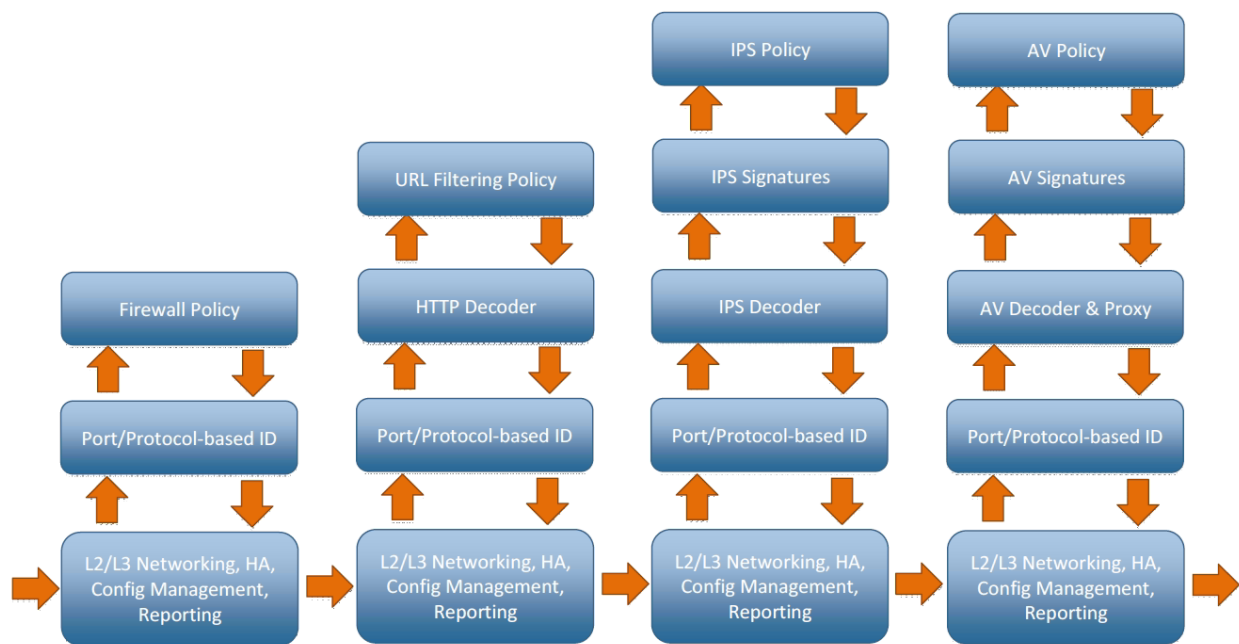 IPS Policy
AV Policy
URL Filtering Policy
IPS Signatures
AV Signatures
Firewall Policy
HTTP Decoder
IPS Decoder
AV Decoder & Proxy
Port/Protocol-based ID
Port/Protocol-based ID
Port/Protocol-based ID
Port/Protocol-based ID
L2/L3 Networking, HA,
Config Management,
Reporting
L2/L3 Networking, HA,
Config Management,
Reporting
L2/L3 Networking, HA,
Config Management,
Reporting
L2/L3 Networking, HA,
Config Management,
Reporting